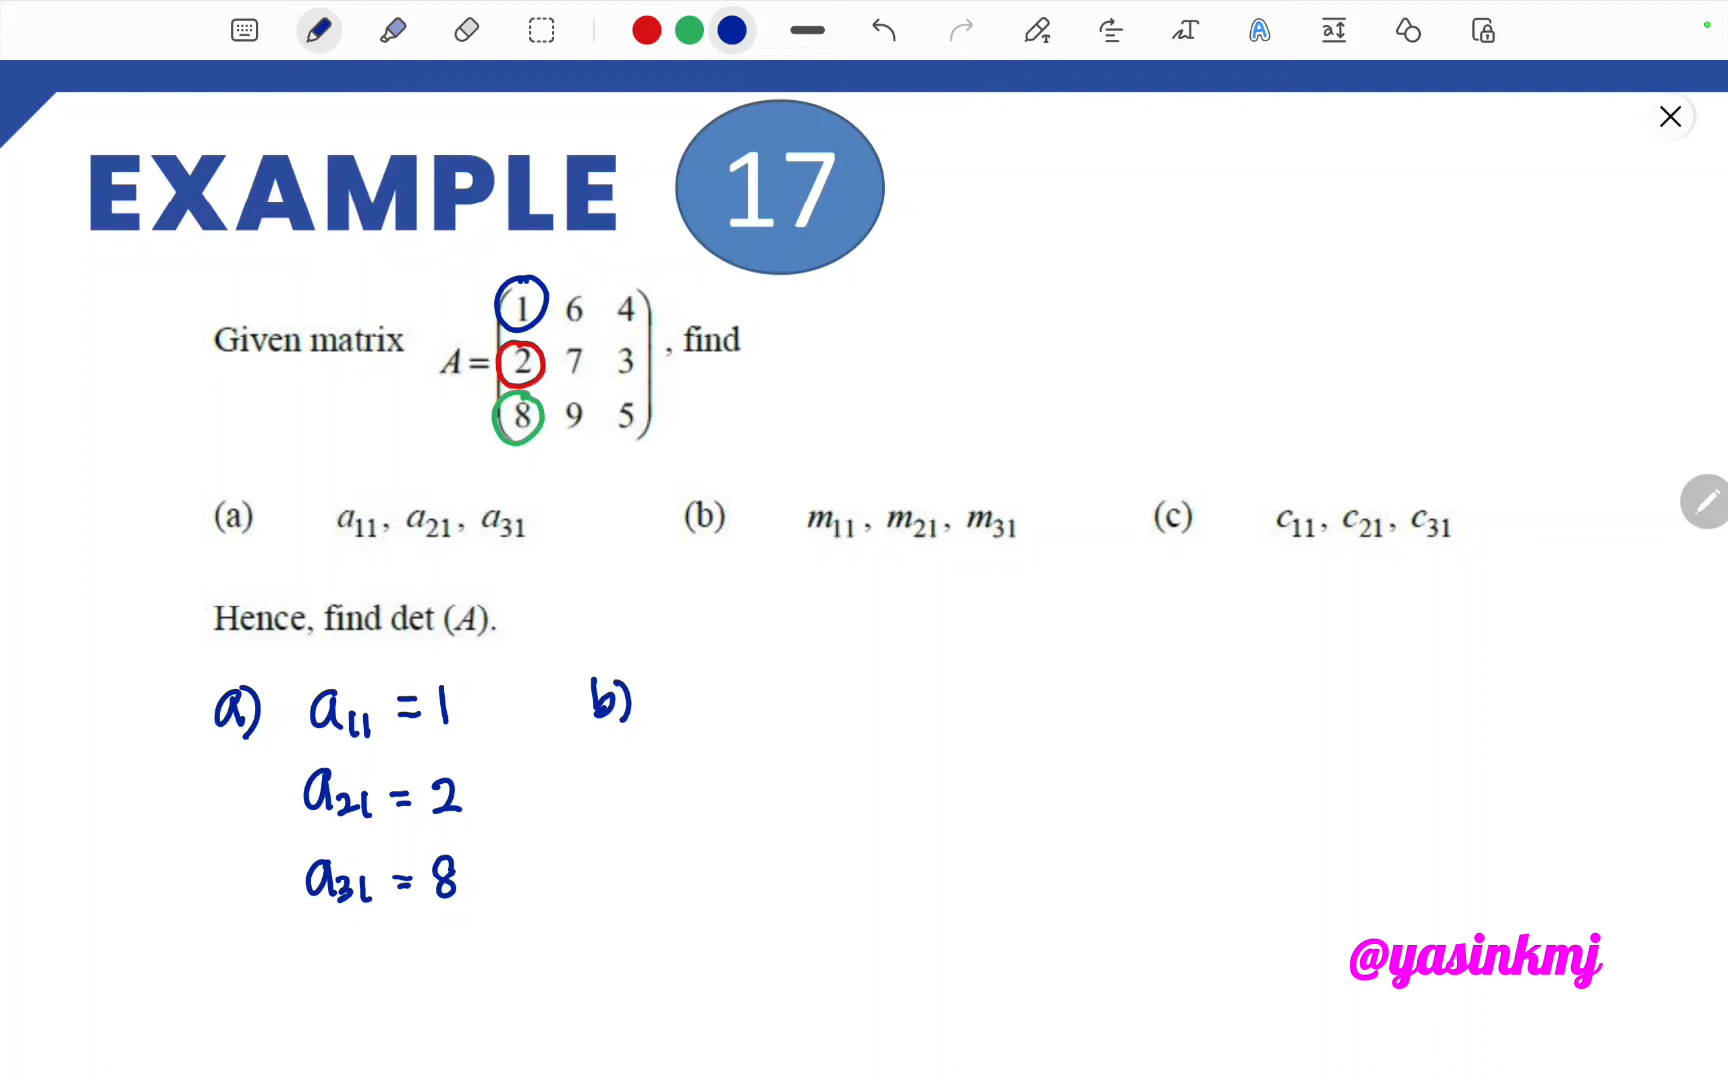 EXAMPLE 17
Given matrix A = (1 6 4
2 7 3
8 9 5) , find
(a) a11, a21, a31 (b) m11, m21, m31 (c) c11, c21, c31
Hence, find det (A).
a) a11 = 1 b)
a21 = 2
a31 = 8
@yasinkmj